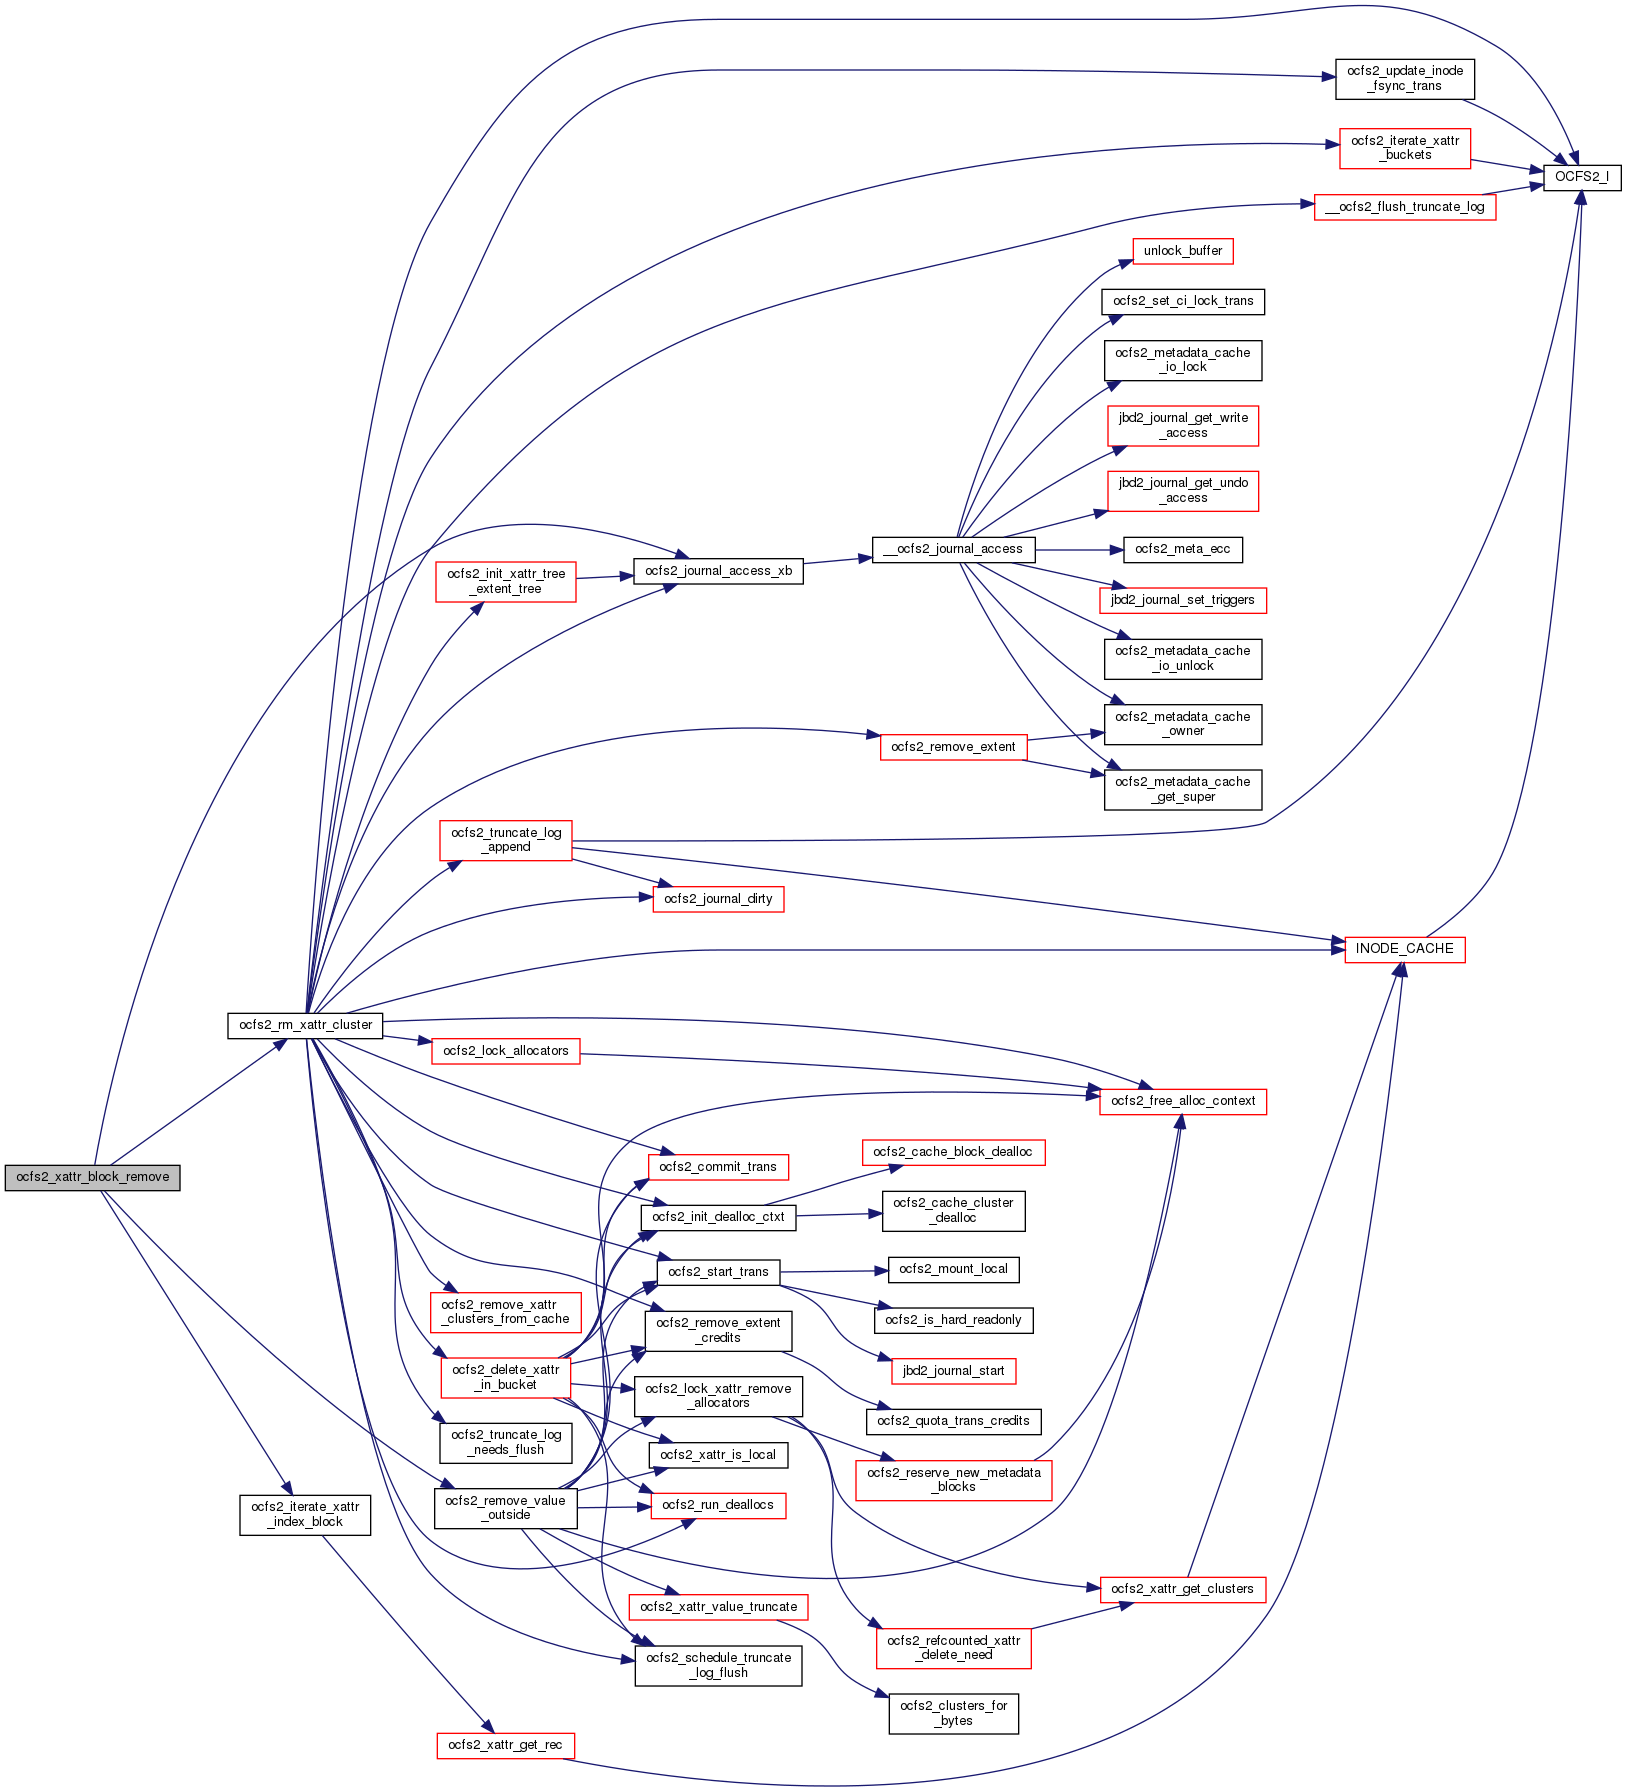 ocfs2_update_inode
_fsync_trans
ocfs2_iterate_xattr
_buckets
OCFS2_I
__ocfs2_flush_truncate_log
unlock_buffer
ocfs2_set_ci_lock_trans
ocfs2_metadata_cache
_io_lock
jbd2_journal_get_write
_access
jbd2_journal_get_undo
_access
__ocfs2_journal_access
ocfs2_meta_ecc
ocfs2_init_xattr_tree
_extent_tree
ocfs2_journal_access_xb
jbd2_journal_set_triggers
ocfs2_metadata_cache
_io_unlock
ocfs2_metadata_cache
_owner
ocfs2_remove_extent
ocfs2_metadata_cache
_get_super
ocfs2_truncate_log
_append
ocfs2_journal_dirty
INODE_CACHE
ocfs2_rm_xattr_cluster
ocfs2_lock_allocators
ocfs2_free_alloc_context
ocfs2_xattr_block_remove
ocfs2_commit_trans
ocfs2_cache_block_dealloc
ocfs2_init_dealloc_ctxt
ocfs2_cache_cluster
_dealloc
ocfs2_start_trans
ocfs2_mount_local
ocfs2_remove_xattr
_clusters_from_cache
ocfs2_remove_extent
_credits
ocfs2_is_hard_readonly
ocfs2_delete_xattr
_in_bucket
jbd2_journal_start
ocfs2_lock_xattr_remove
_allocators
ocfs2_quota_trans_credits
ocfs2_truncate_log
_needs_flush
ocfs2_xattr_is_local
ocfs2_reserve_new_metadata
_blocks
ocfs2_iterate_xattr
_index_block
ocfs2_remove_value
_outside
ocfs2_run_deallocs
ocfs2_xattr_get_clusters
ocfs2_xattr_value_truncate
ocfs2_refcounted_xattr
_delete_need
ocfs2_schedule_truncate
_log_flush
ocfs2_clusters_for
_bytes
ocfs2_xattr_get_rec